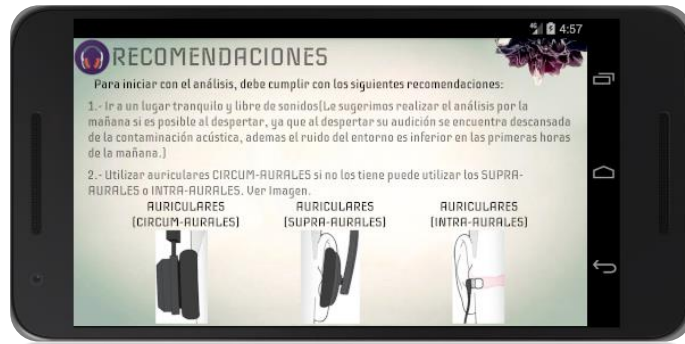 4:57
RECOMENDACIONES
Para iniciar con el análisis, debe cumplir con los siguientes recomendaciones:
1.- Ir a un lugar tranquilo y libre de sonidos(Le sugerimos realizar el análisis por la
mañana si es posible al despertar, ya que al despertar su audición se encuentra descansada
de la contaminación acústica, ademas el ruido del entorno es inferior en las primeras horas
de la mañana.)
2.- Utilizar auriculares CIRCUM-AURALES si no los tiene puede utilizar los SUPRA-
AURALES o INTRA-AURALES. Ver Imagen.
AURICULARES AURICULARES AURICULARES
(CIRCUM-AURALES) (SUPRA-AURALES) (INTRA-AURALES)